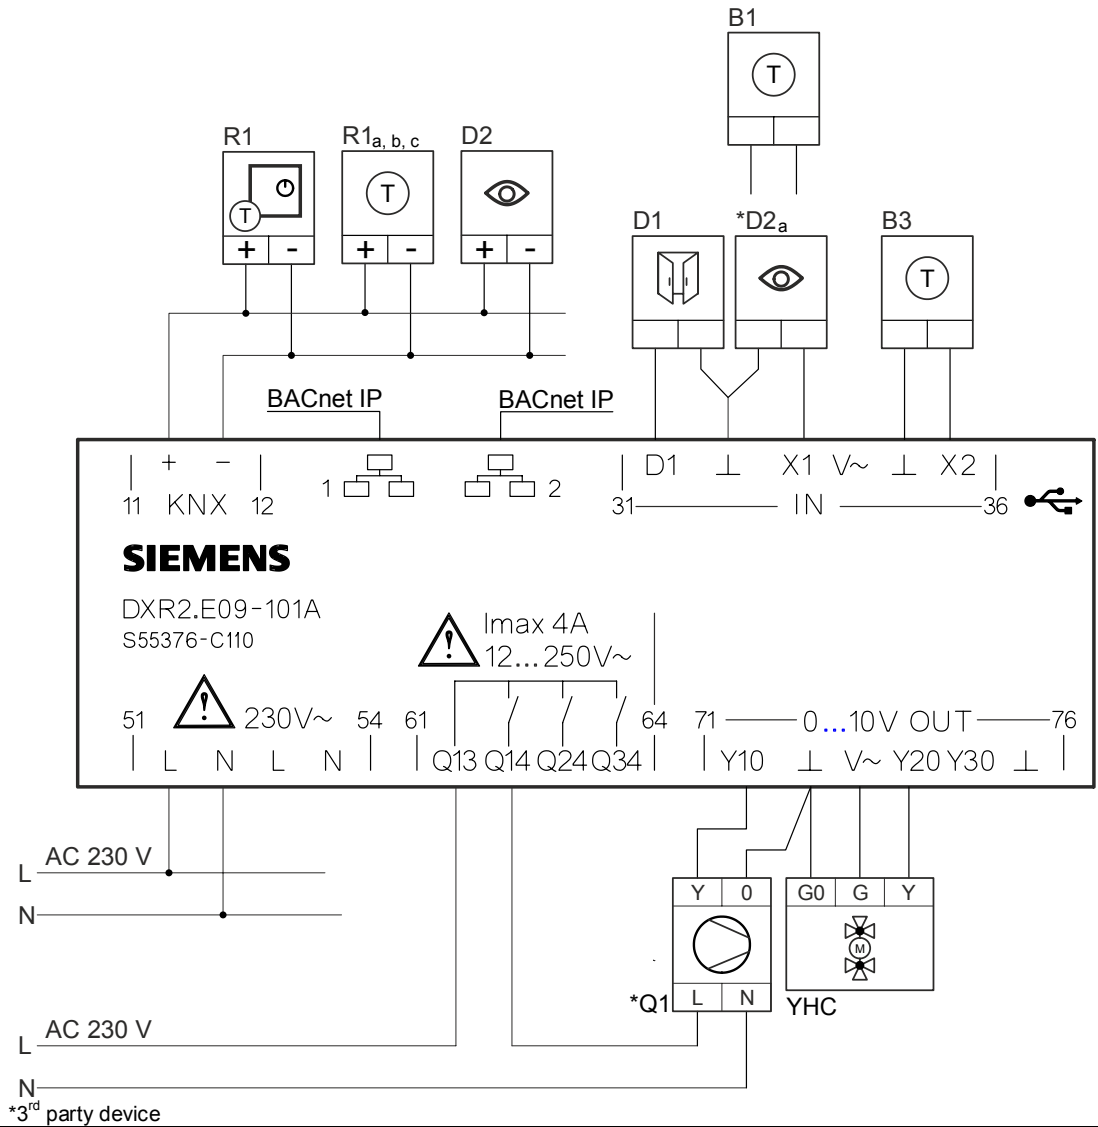 B1
T
R1
R1a, b, c
D2
T
T
+ -
+ -
+ -
D1
*D2a
B3
T
BACnet IP
BACnet IP
+ −
11 KNX 12
1
2
D1 ⊥ X1 V~ ⊥ X2
31 IN 36
SIEMENS
DXR2.E09-101A
S55376-C110
! Imax 4A
12...250V~
51 ! 230V~ 54
61 64
71 0...10V OUT 76
L N L N
Q13 Q14 Q24 Q34
Y10 ⊥ V~ Y20 Y30 ⊥
L AC 230 V
N
Y 0
G0 G Y
M
*Q1 L N
YHC
L AC 230 V
N
*3rd party device